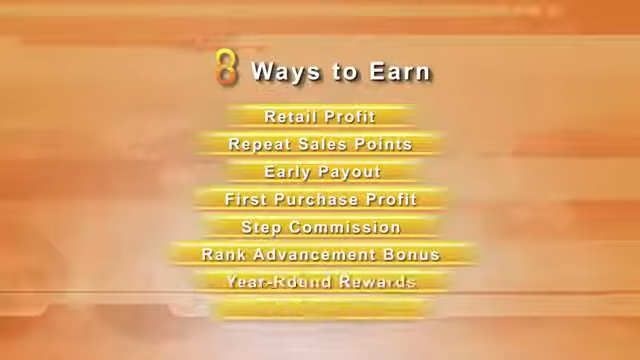 8 Ways to Earn
Retail Profit
Repeat Sales Points
Early Payout
First Purchase Profit
Step Commission
Rank Advancement Bonus
Year-Round Rewards